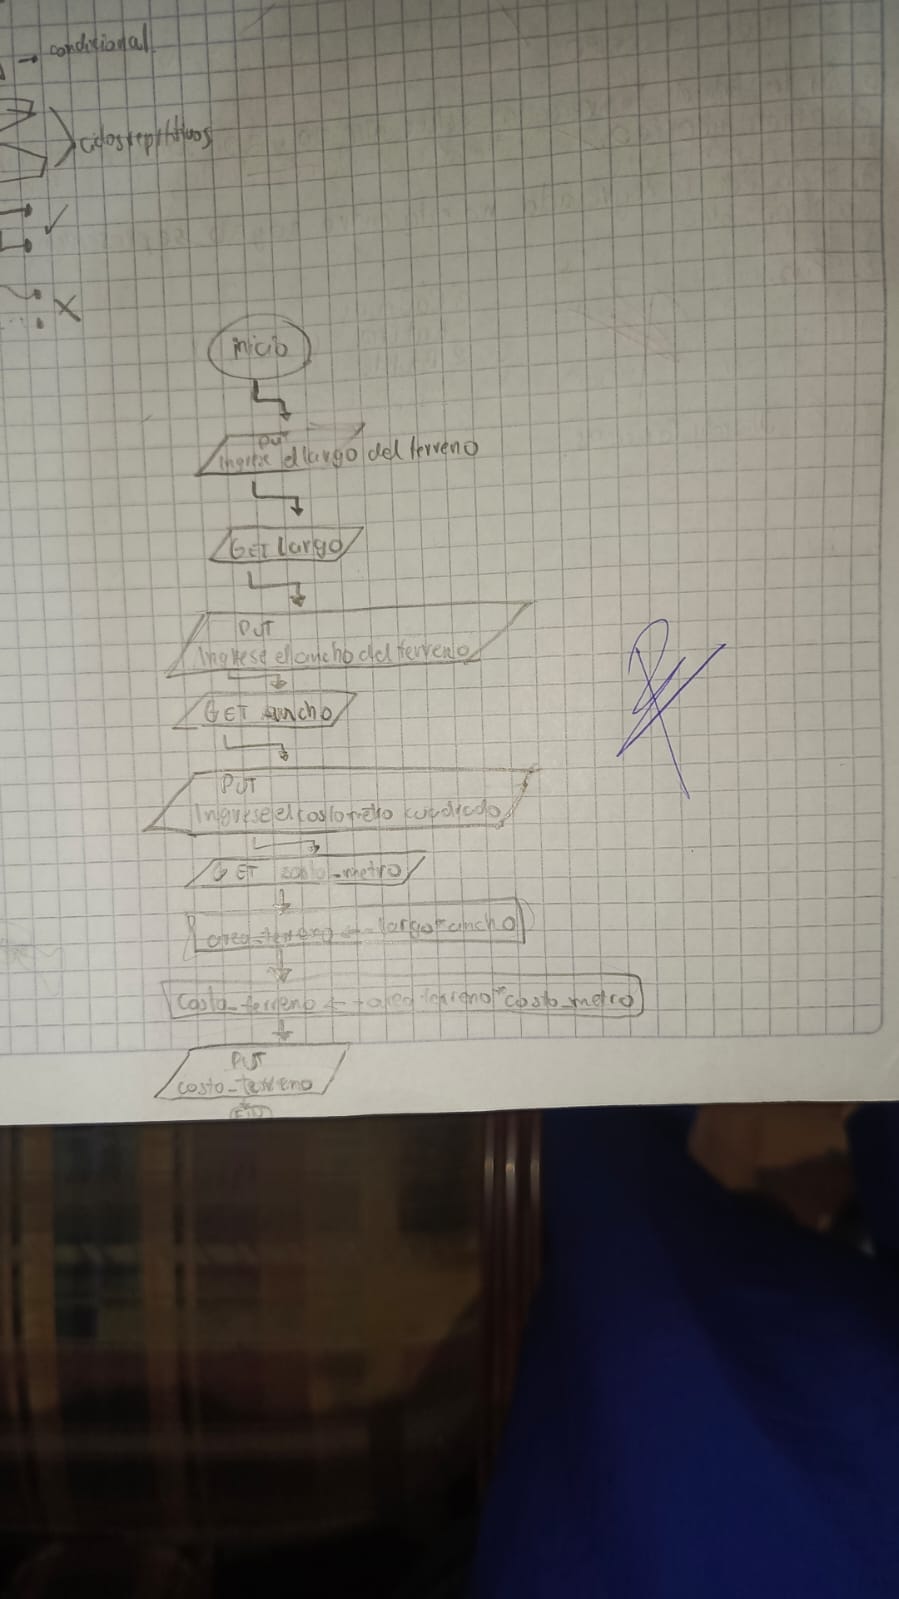 → condicional
ciclos reptitivos
✓
X
inicio
PUT
Ingrese el largo del terreno
GET largo
PUT
Ingrese el ancho del terreno
GET ancho
PUT
Ingrese el costo metro cuadrado
GET costo_metro
area_terreno ← largo * ancho
Costo_terreno ← area_terreno * costo_metro
PUT
costo_terreno
FIN